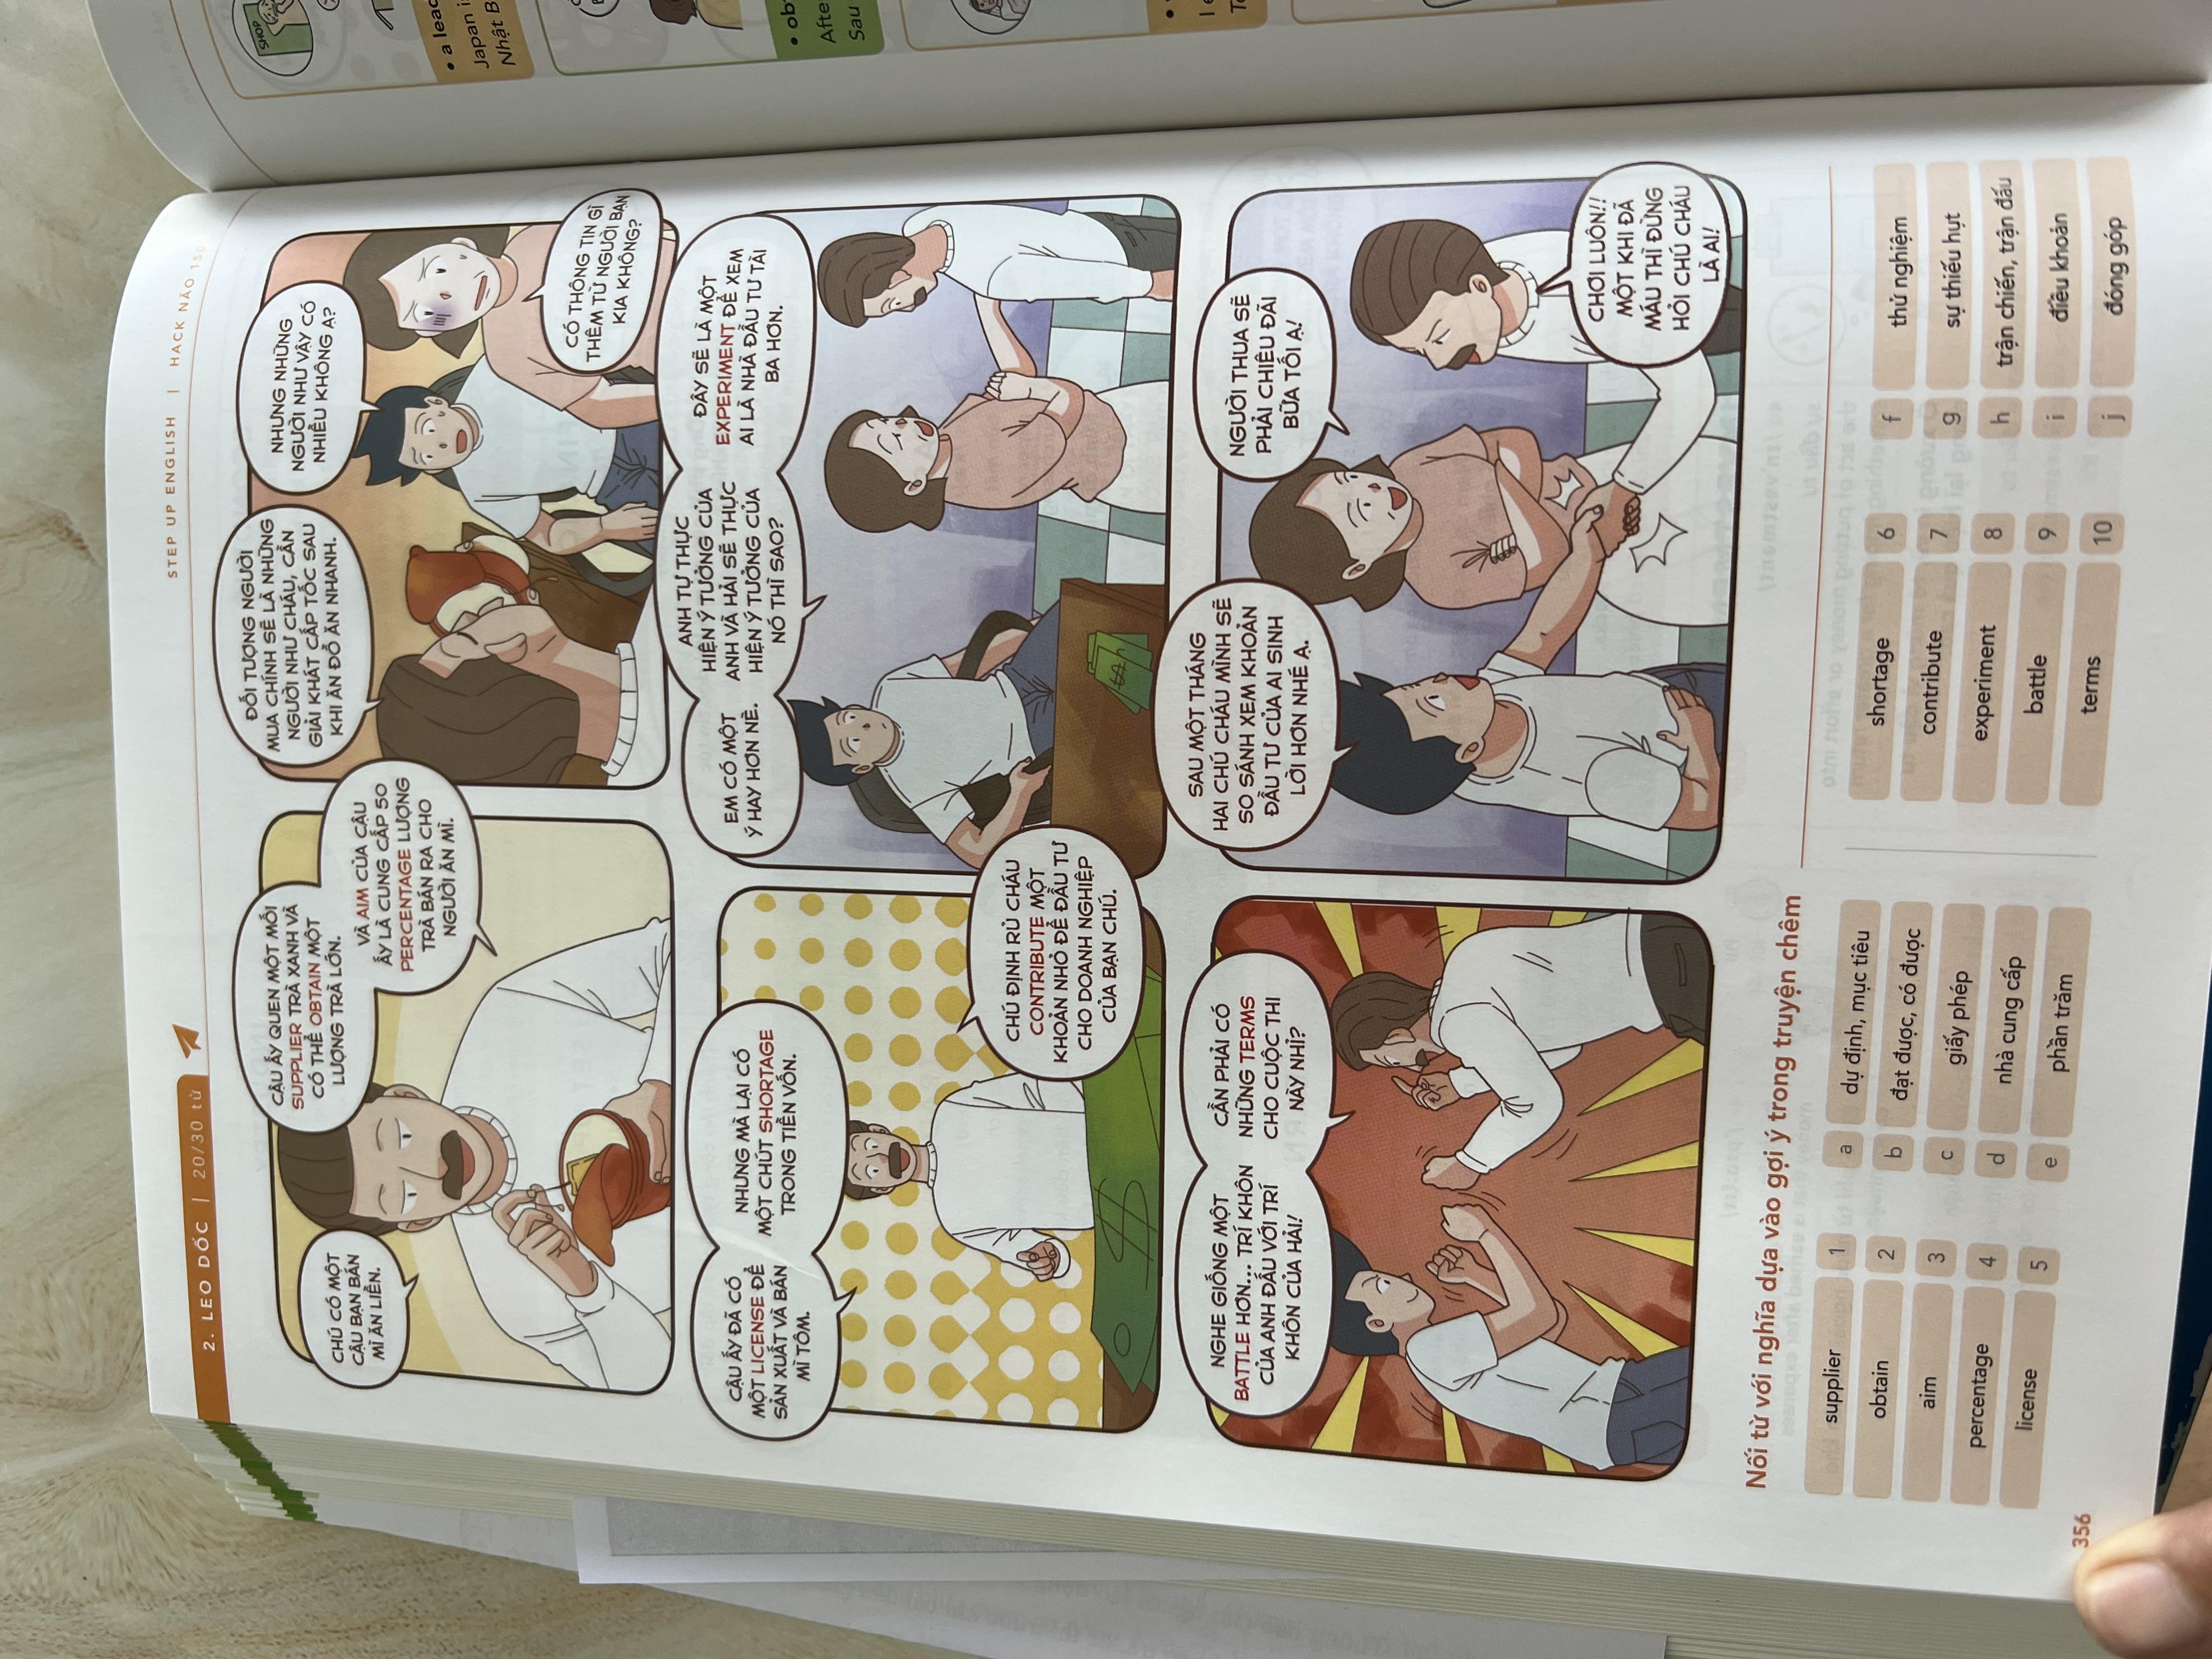 2. LEO DỐC | 20/30 từ
STEP UP ENGLISH | HACK NÃO
CHÚ CÓ MỘT
CẬU BẠN BÁN
MÌ ĂN LIỀN.
CẬU ẤY QUEN MỘT MỐI
SUPPLIER TRÀ XANH VÀ
CÓ THỂ OBTAIN MỘT
LƯỢNG TRÀ LỚN.
VÀ AIM CỦA CẬU
ẤY LÀ CUNG CẤP 50
PERCENTAGE LƯỢNG
TRÀ BÁN RA CHO
NGƯỜI ĂN MÌ.
ĐỐI TƯỢNG NGƯỜI
MUA CHÍNH SẼ LÀ NHỮNG
NGƯỜI NHƯ CHÁU, CẦN
GIẢI KHÁT CẤP TỐC SAU
KHI ĂN ĐỒ ĂN NHANH.
NHƯNG NHỮNG
NGƯỜI NHƯ VẬY CÓ
NHIỀU KHÔNG Ạ?
CÓ THÔNG TIN GÌ
THÊM TỪ NGƯỜI BẠN
KIA KHÔNG?
CẬU ẤY ĐÃ CÓ
MỘT LICENSE ĐỂ
SẢN XUẤT VÀ BÁN
MÌ TÔM.
NHƯNG MÀ LẠI CÓ
MỘT CHÚT SHORTAGE
TRONG TIỀN VỐN.
CHÚ ĐỊNH RỦ CHÁU
CONTRIBUTE MỘT
KHOẢN NHỎ ĐỂ ĐẦU TƯ
CHO DOANH NGHIỆP
CỦA BẠN CHÚ.
EM CÓ MỘT
Ý HAY HƠN NÈ.
ANH TỰ THỰC
HIỆN Ý TƯỞNG CỦA
ANH VÀ HẢI SẼ THỰC
HIỆN Ý TƯỞNG CỦA
NÓ THÌ SAO?
ĐÂY SẼ LÀ MỘT
EXPERIMENT ĐỂ XEM
AI LÀ NHÀ ĐẦU TƯ TÀI
BA HƠN.
NGHE GIỐNG MỘT
BATTLE HƠN... TRÍ KHÔN
CỦA ANH ĐẤU VỚI TRÍ
KHÔN CỦA HẢI!
CẦN PHẢI CÓ
NHỮNG TERMS
CHO CUỘC THI
NÀY NHỈ?
SAU MỘT THÁNG
HAI CHÚ CHÁU MÌNH SẼ
SO SÁNH XEM KHOẢN
ĐẦU TƯ CỦA AI SINH
LỜI HƠN NHÉ Ạ.
NGƯỜI THUA SẼ
PHẢI CHIÊU ĐÃI
BỮA TỐI Ạ!
CHƠI LUÔN!!
MỘT KHI ĐÃ
MÁU THÌ ĐỪNG
HỎI CHÚ CHÁU
LÀ AI!
Nối từ với nghĩa dựa vào gợi ý trong truyện chêm
supplier 1
obtain 2
aim 3
percentage 4
license 5
a dự định, mục tiêu
b đạt được, có được
c giấy phép
d nhà cung cấp
e phần trăm
shortage 6
contribute 7
experiment 8
battle 9
terms 10
f thử nghiệm
g sự thiếu hụt
h trận chiến, trận đấu
i điều khoản
j đóng góp
356
SHOP
• a
Japan
Nhật
Sau